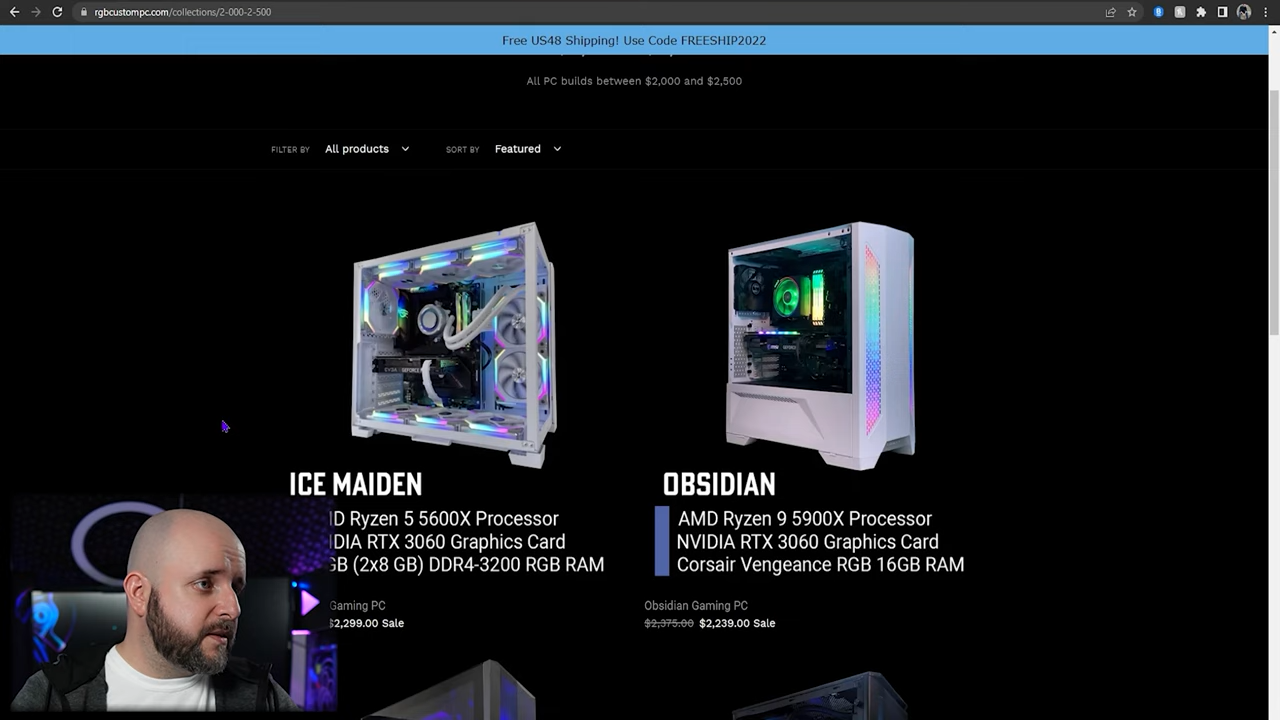 rgbcustompc.com/collections/2-000-2-500
Free US48 Shipping! Use Code FREESHIP2022
All PC builds between $2,000 and $2,500
FILTER BY All products SORT BY Featured
ICE MAIDEN
D Ryzen 5 5600X Processor
IDIA RTX 3060 Graphics Card
GB (2x8 GB) DDR4-3200 RGB RAM
Gaming PC
$2,299.00 Sale
OBSIDIAN
AMD Ryzen 9 5900X Processor
NVIDIA RTX 3060 Graphics Card
Corsair Vengeance RGB 16GB RAM
Obsidian Gaming PC
$2,375.00 $2,239.00 Sale